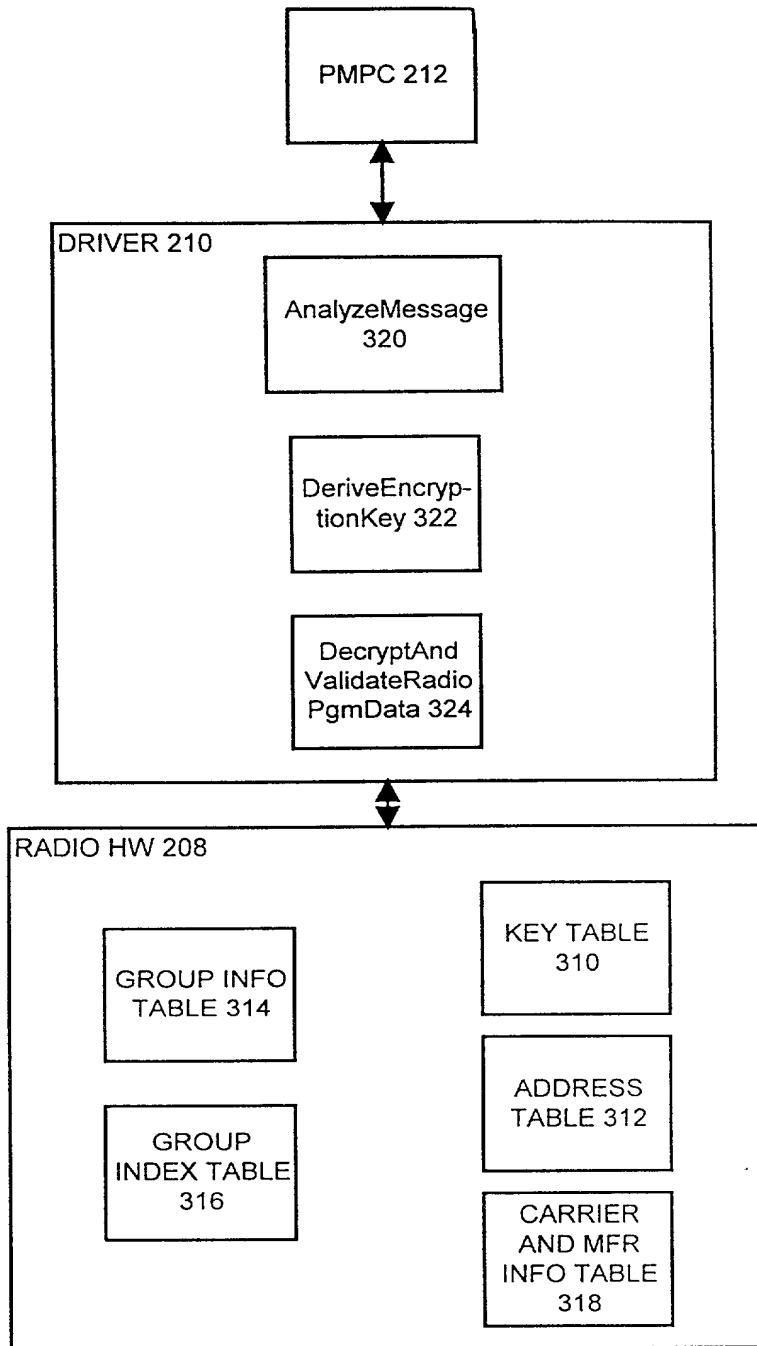 PMPC 212
DRIVER 210
AnalyzeMessage
320
DeriveEncryp-
tionKey 322
DecryptAnd
ValidateRadio
PgmData 324
RADIO HW 208
GROUP INFO
TABLE 314
GROUP
INDEX TABLE
316
KEY TABLE
310
ADDRESS
TABLE 312
CARRIER
AND MFR
INFO TABLE
318